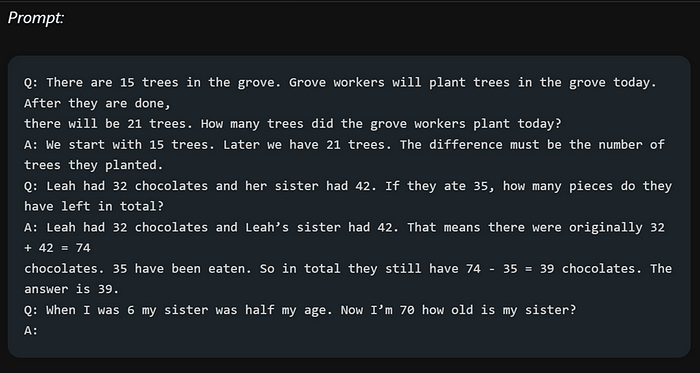 Prompt:
Q: There are 15 trees in the grove. Grove workers will plant trees in the grove today.
After they are done,
there will be 21 trees. How many trees did the grove workers plant today?
A: We start with 15 trees. Later we have 21 trees. The difference must be the number of
trees they planted.
Q: Leah had 32 chocolates and her sister had 42. If they ate 35, how many pieces do they
have left in total?
A: Leah had 32 chocolates and Leah’s sister had 42. That means there were originally 32
+ 42 = 74
chocolates. 35 have been eaten. So in total they still have 74 - 35 = 39 chocolates. The
answer is 39.
Q: When I was 6 my sister was half my age. Now I’m 70 how old is my sister?
A: